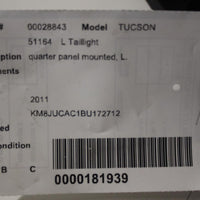 # 00028843 Model TUCSON
51164 L Taillight
ption quarter panel mounted, L.
ments
2011
KM8JUCAC1BU172712
ed
ondition
B C 0000181939